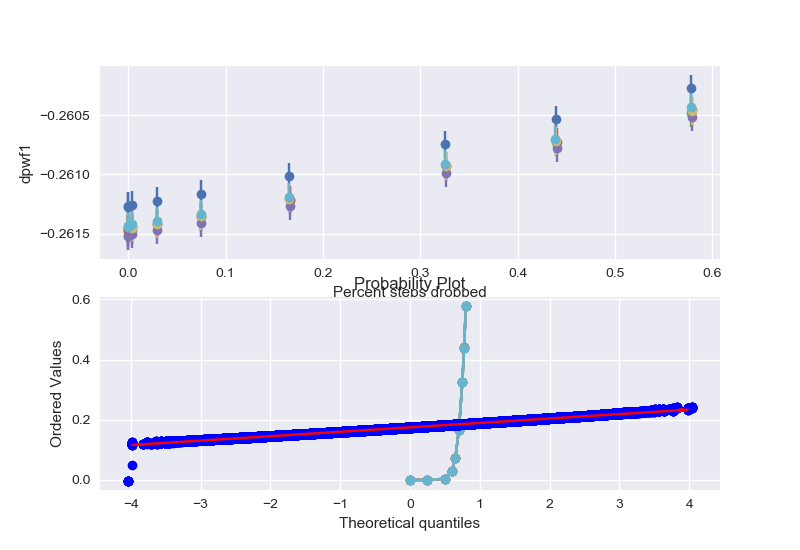 −0.2605
−0.2610
−0.2615
dpwf1
0.0 0.1 0.2 0.3 0.4 0.5 0.6
Percent steps dropped
Probability Plot
0.6
0.4
0.2
0.0
Ordered Values
−4 −3 −2 −1 0 1 2 3 4
Theoretical quantiles